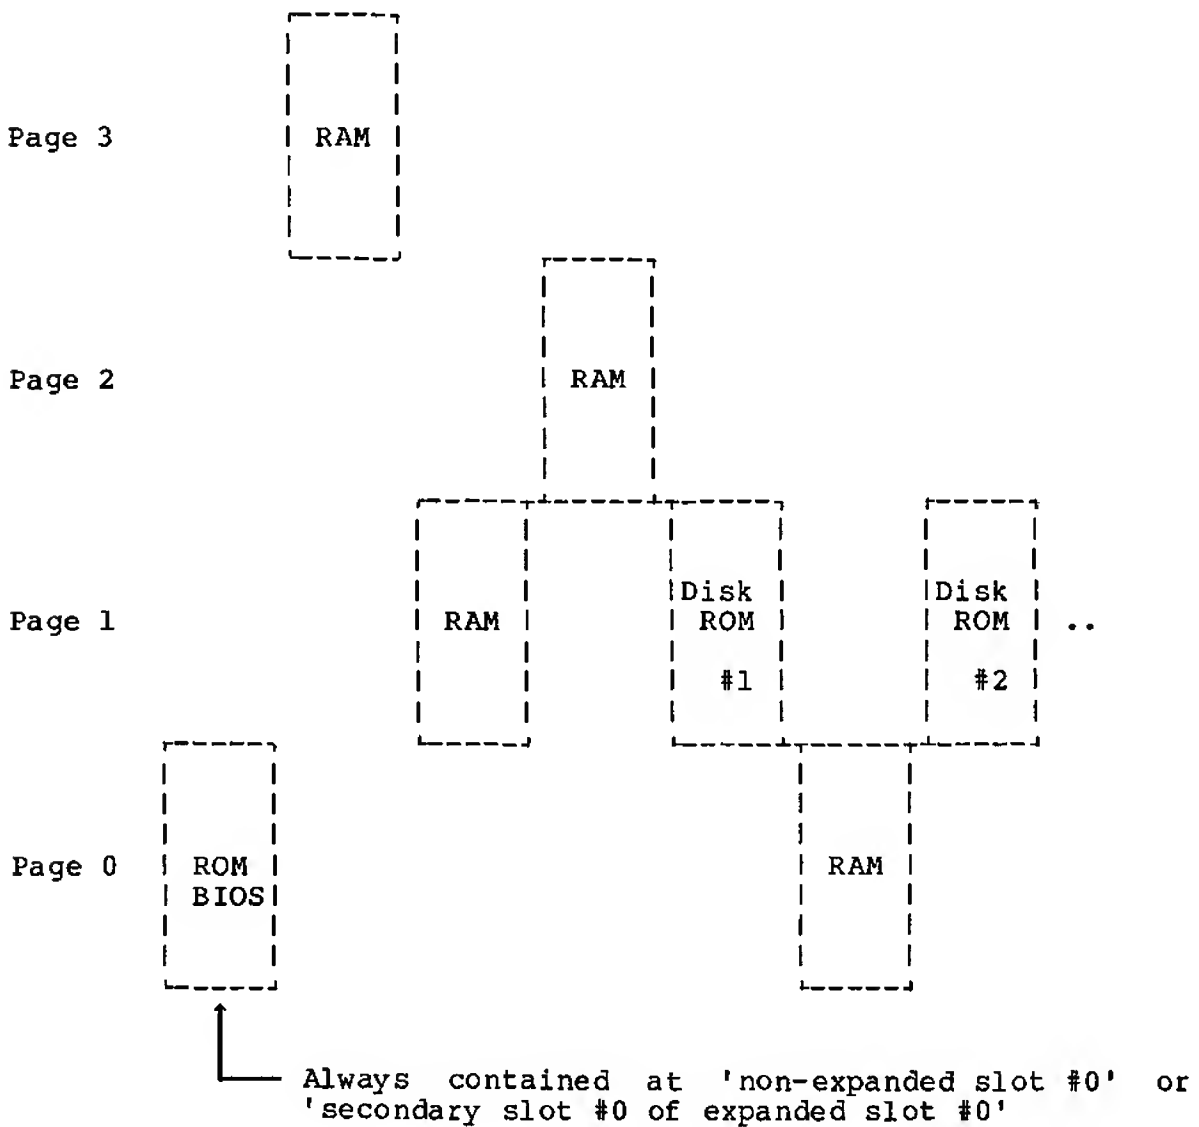 Page 3
RAM
Page 2
RAM
Page 1
RAM
Disk
ROM
#1
Disk
ROM
#2
..
Page 0
ROM
BIOS
RAM
Always contained at 'non-expanded slot #0' or
'secondary slot #0 of expanded slot #0'